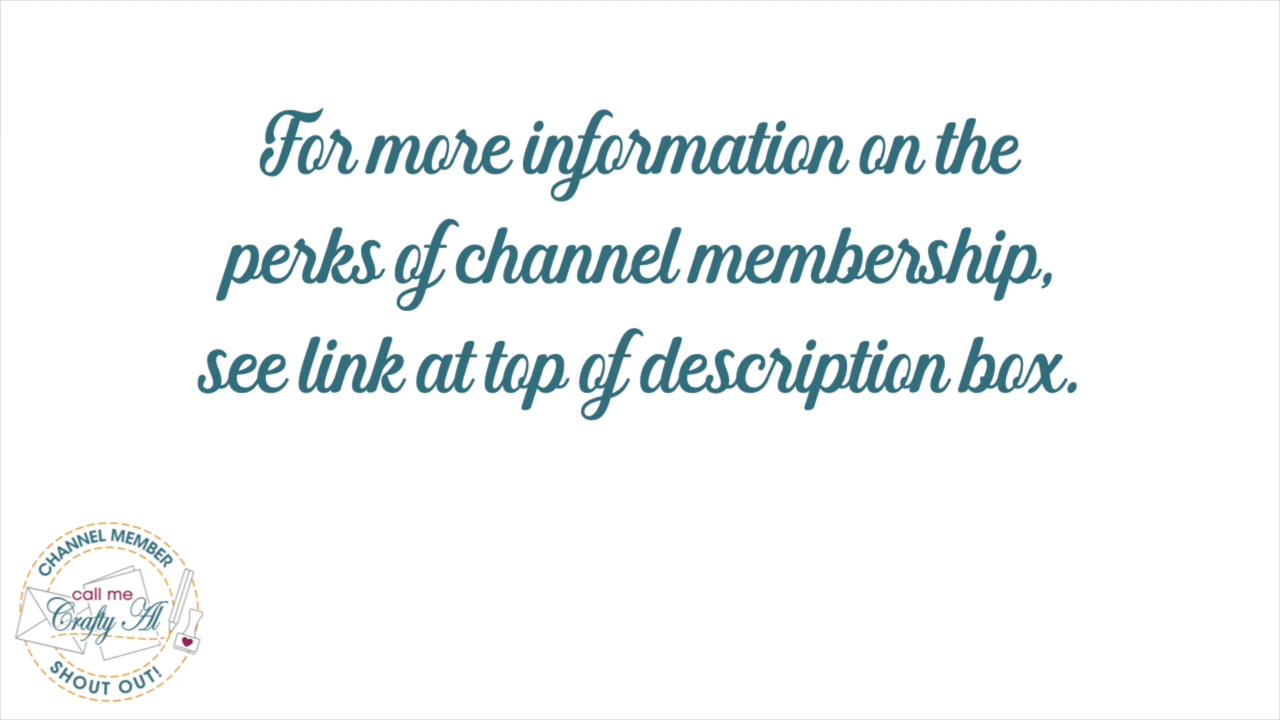 For more information on the
perks of channel membership,
see link at top of description box.
CHANNEL MEMBER
call me
Crafty Al
SHOUT OUT!